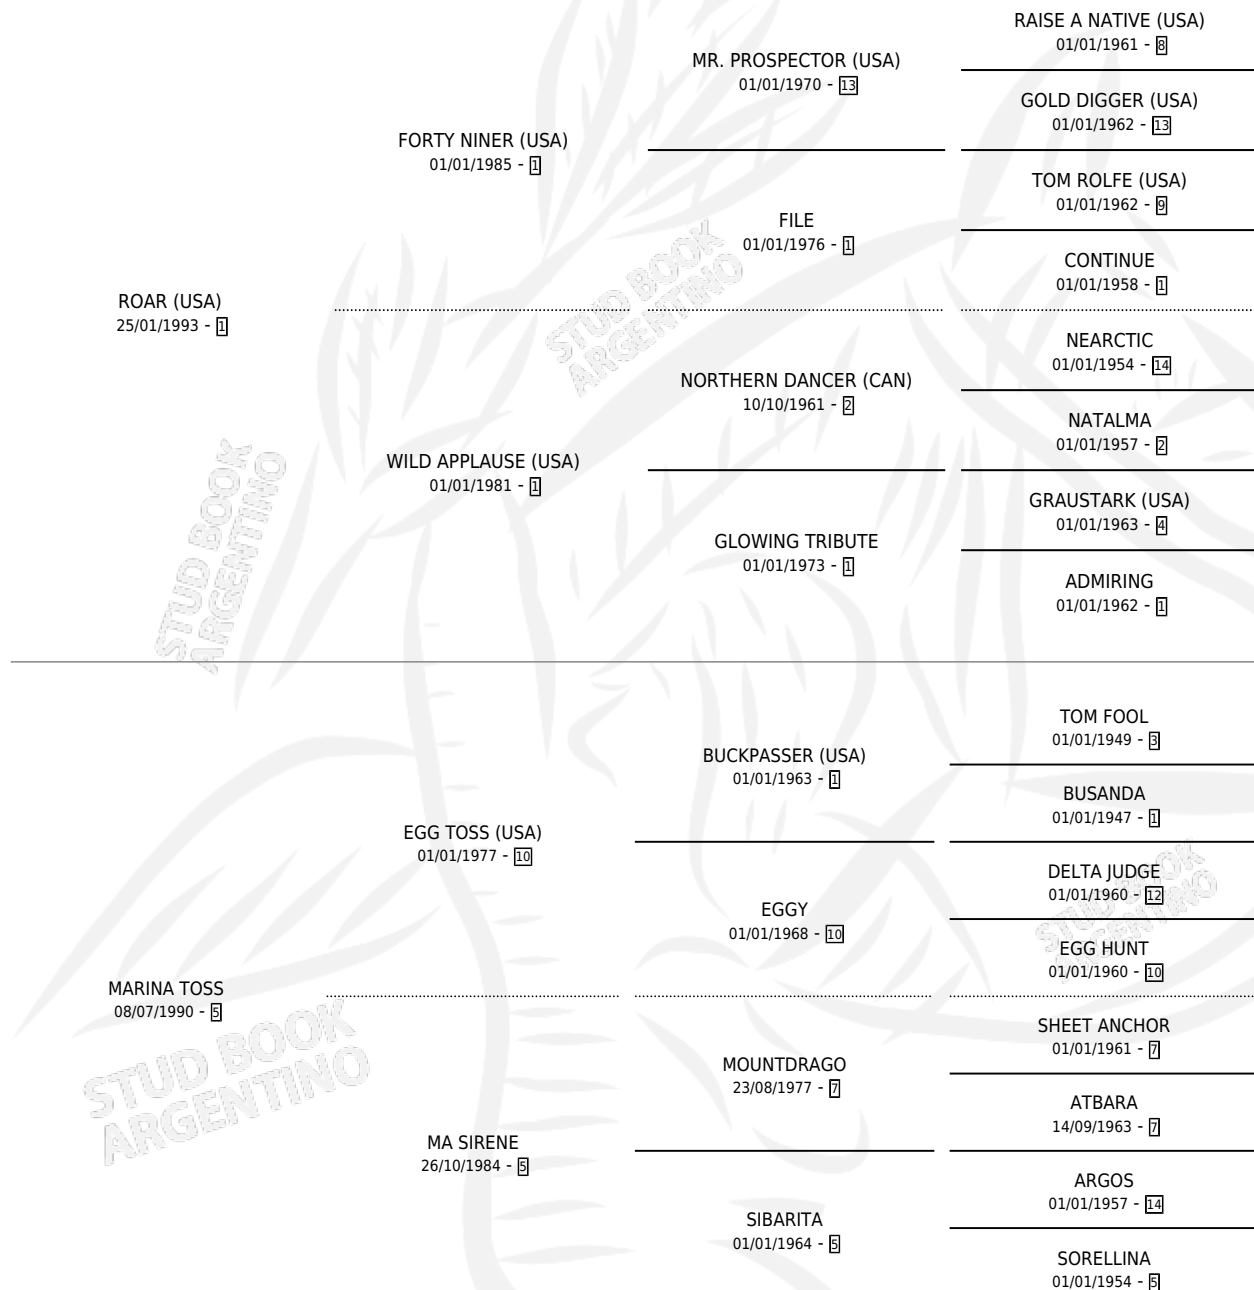 RAISE A NATIVE (USA)
01/01/1961 - 8
MR. PROSPECTOR (USA)
01/01/1970 - 13
GOLD DIGGER (USA)
01/01/1962 - 13
FORTY NINER (USA)
01/01/1985 - 1
TOM ROLFE (USA)
01/01/1962 - 9
FILE
01/01/1976 - 1
CONTINUE
01/01/1958 - 1
ROAR (USA)
25/01/1993 - 1
NEARCTIC
01/01/1954 - 14
NORTHERN DANCER (CAN)
10/10/1961 - 2
NATALMA
01/01/1957 - 2
WILD APPLAUSE (USA)
01/01/1981 - 1
GRAUSTARK (USA)
01/01/1963 - 4
GLOWING TRIBUTE
01/01/1973 - 1
ADMIRING
01/01/1962 - 1
TOM FOOL
01/01/1949 - 3
BUCKPASSER (USA)
01/01/1963 - 1
BUSANDA
01/01/1947 - 1
EGG TOSS (USA)
01/01/1977 - 10
DELTA JUDGE
01/01/1960 - 12
EGGY
01/01/1968 - 10
EGG HUNT
01/01/1960 - 10
MARINA TOSS
08/07/1990 - 5
SHEET ANCHOR
01/01/1961 - 7
MOUNTDRAGO
23/08/1977 - 7
ATBARA
14/09/1963 - 7
MA SIRENE
26/10/1984 - 5
ARGOS
01/01/1957 - 14
SIBARITA
01/01/1964 - 5
SORELLINA
01/01/1954 - 5
STUD BOOK
ARGENTINO
STUD BOOK
ARGENTINO
STUD BOOK
ARGENTINO
STUD BOOK
ARGENTINO